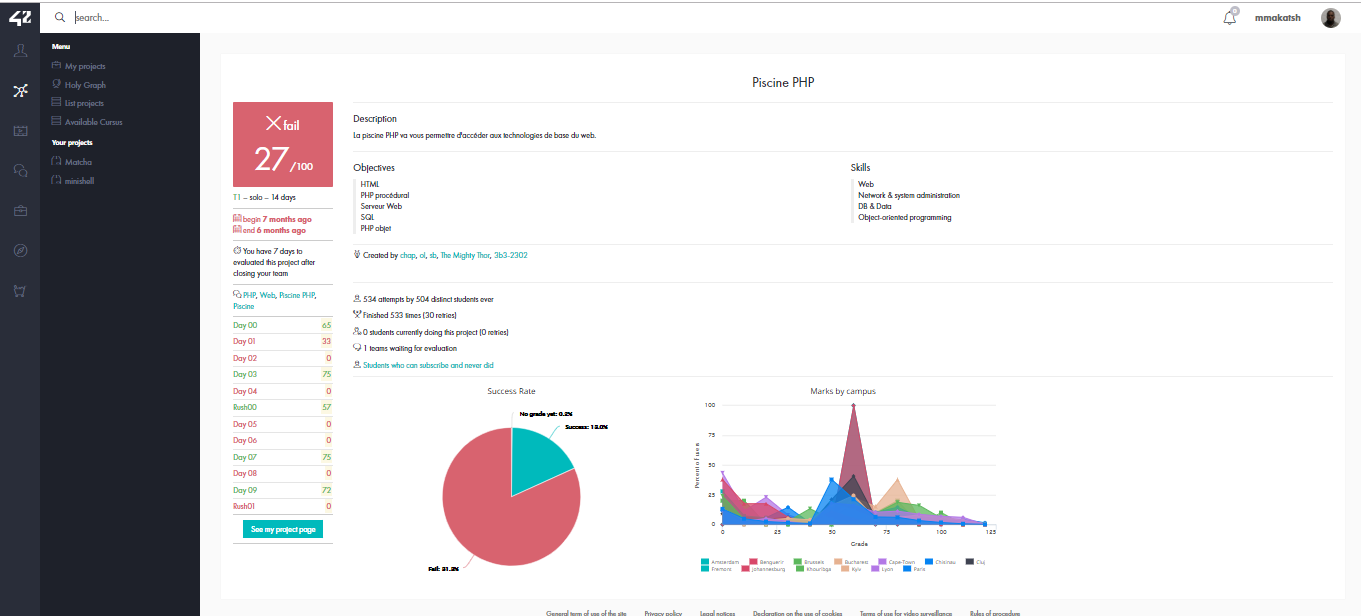 42
search...
0
mmakatsh
Menu
My projects
Holy Graph
List projects
Available Cursus
Your projects
Matcha
minishell
Piscine PHP
fail
27 /100
T1 – solo – 14 days
begin 7 months ago
end 6 months ago
You have 7 days to
evaluated this project after
closing your team
PHP, Web, Piscine PHP,
Piscine
Day 00 65
Day 01 33
Day 02 0
Day 03 75
Day 04 0
Rush00 57
Day 05 0
Day 06 0
Day 07 75
Day 08 0
Day 09 72
Rush01 0
See my project page
Description
La piscine PHP va vous permettre d'accéder aux technologies de base du web.
Objectives
HTML
PHP procédural
Serveur Web
SQL
PHP objet
Skills
Web
Network & system administration
DB & Data
Object-oriented programming
Created by chap, ol, sb, The Mighty Thor, 3b3-2302
534 attempts by 504 distinct students ever
Finished 533 times (30 retries)
0 students currently doing this project (0 retries)
1 teams waiting for evaluation
Students who can subscribe and never did
Success Rate
No grade yet: 0.2%
Success: 18.0%
Fail: 81.3%
Marks by campus
100
75
50
25
0
Percent of users
0 25 50 75 100 125
Grade
Amsterdam Benguerir Brussels Bucharest Cape-Town Chisinau Cluj
Fremont Johannesburg Khouribga Kyiv Lyon Paris
General term of use of the site Privacy policy Legal notices Declaration on the use of cookies Terms of use for video surveillance Rules of procedure